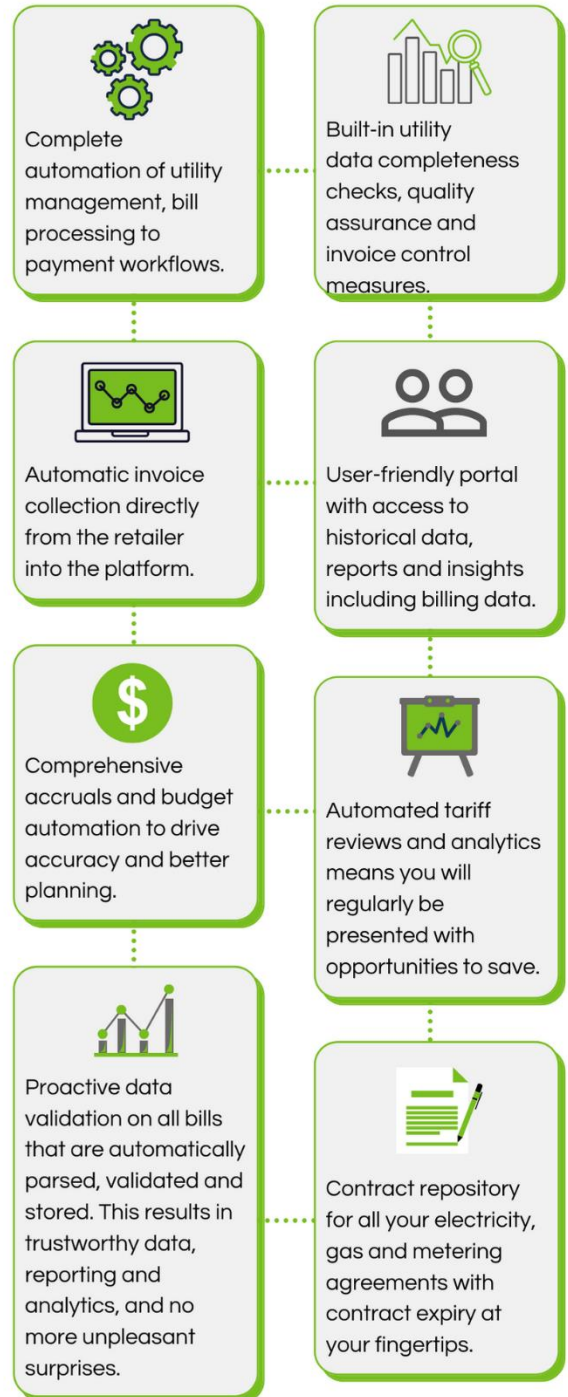 Complete
automation of utility
management, bill
processing to
payment workflows.
Built-in utility
data completeness
checks, quality
assurance and
invoice control
measures.
Automatic invoice
collection directly
from the retailer
into the platform.
User-friendly portal
with access to
historical data,
reports and insights
including billing data.
$
Comprehensive
accruals and budget
automation to drive
accuracy and better
planning.
Automated tariff
reviews and analytics
means you will
regularly be
presented with
opportunities to save.
Proactive data
validation on all bills
that are automatically
parsed, validated and
stored. This results in
trustworthy data,
reporting and
analytics, and no
more unpleasant
surprises.
Contract repository
for all your electricity,
gas and metering
agreements with
contract expiry at
your fingertips.